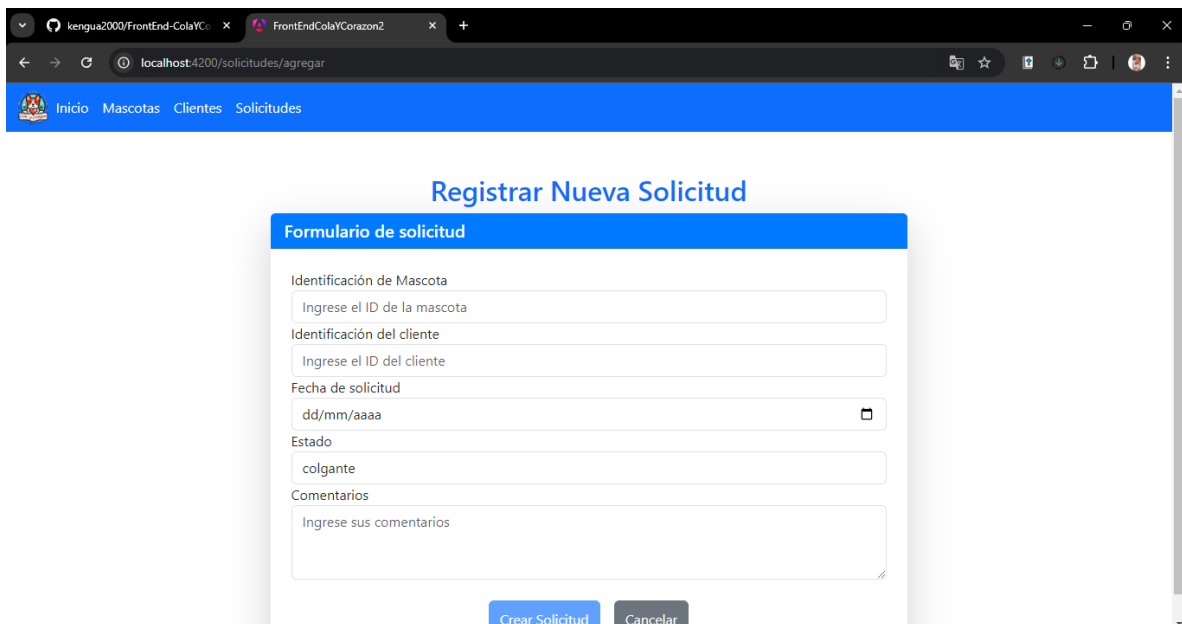 kengua2000/FrontEnd-ColaYCo
FrontEndColaYCorazon2
localhost:4200/solicitudes/agregar
Inicio Mascotas Clientes Solicitudes
Registrar Nueva Solicitud
Formulario de solicitud
Identificación de Mascota
Ingrese el ID de la mascota
Identificación del cliente
Ingrese el ID del cliente
Fecha de solicitud
dd/mm/aaaa
Estado
colgante
Comentarios
Ingrese sus comentarios
Crear Solicitud Cancelar